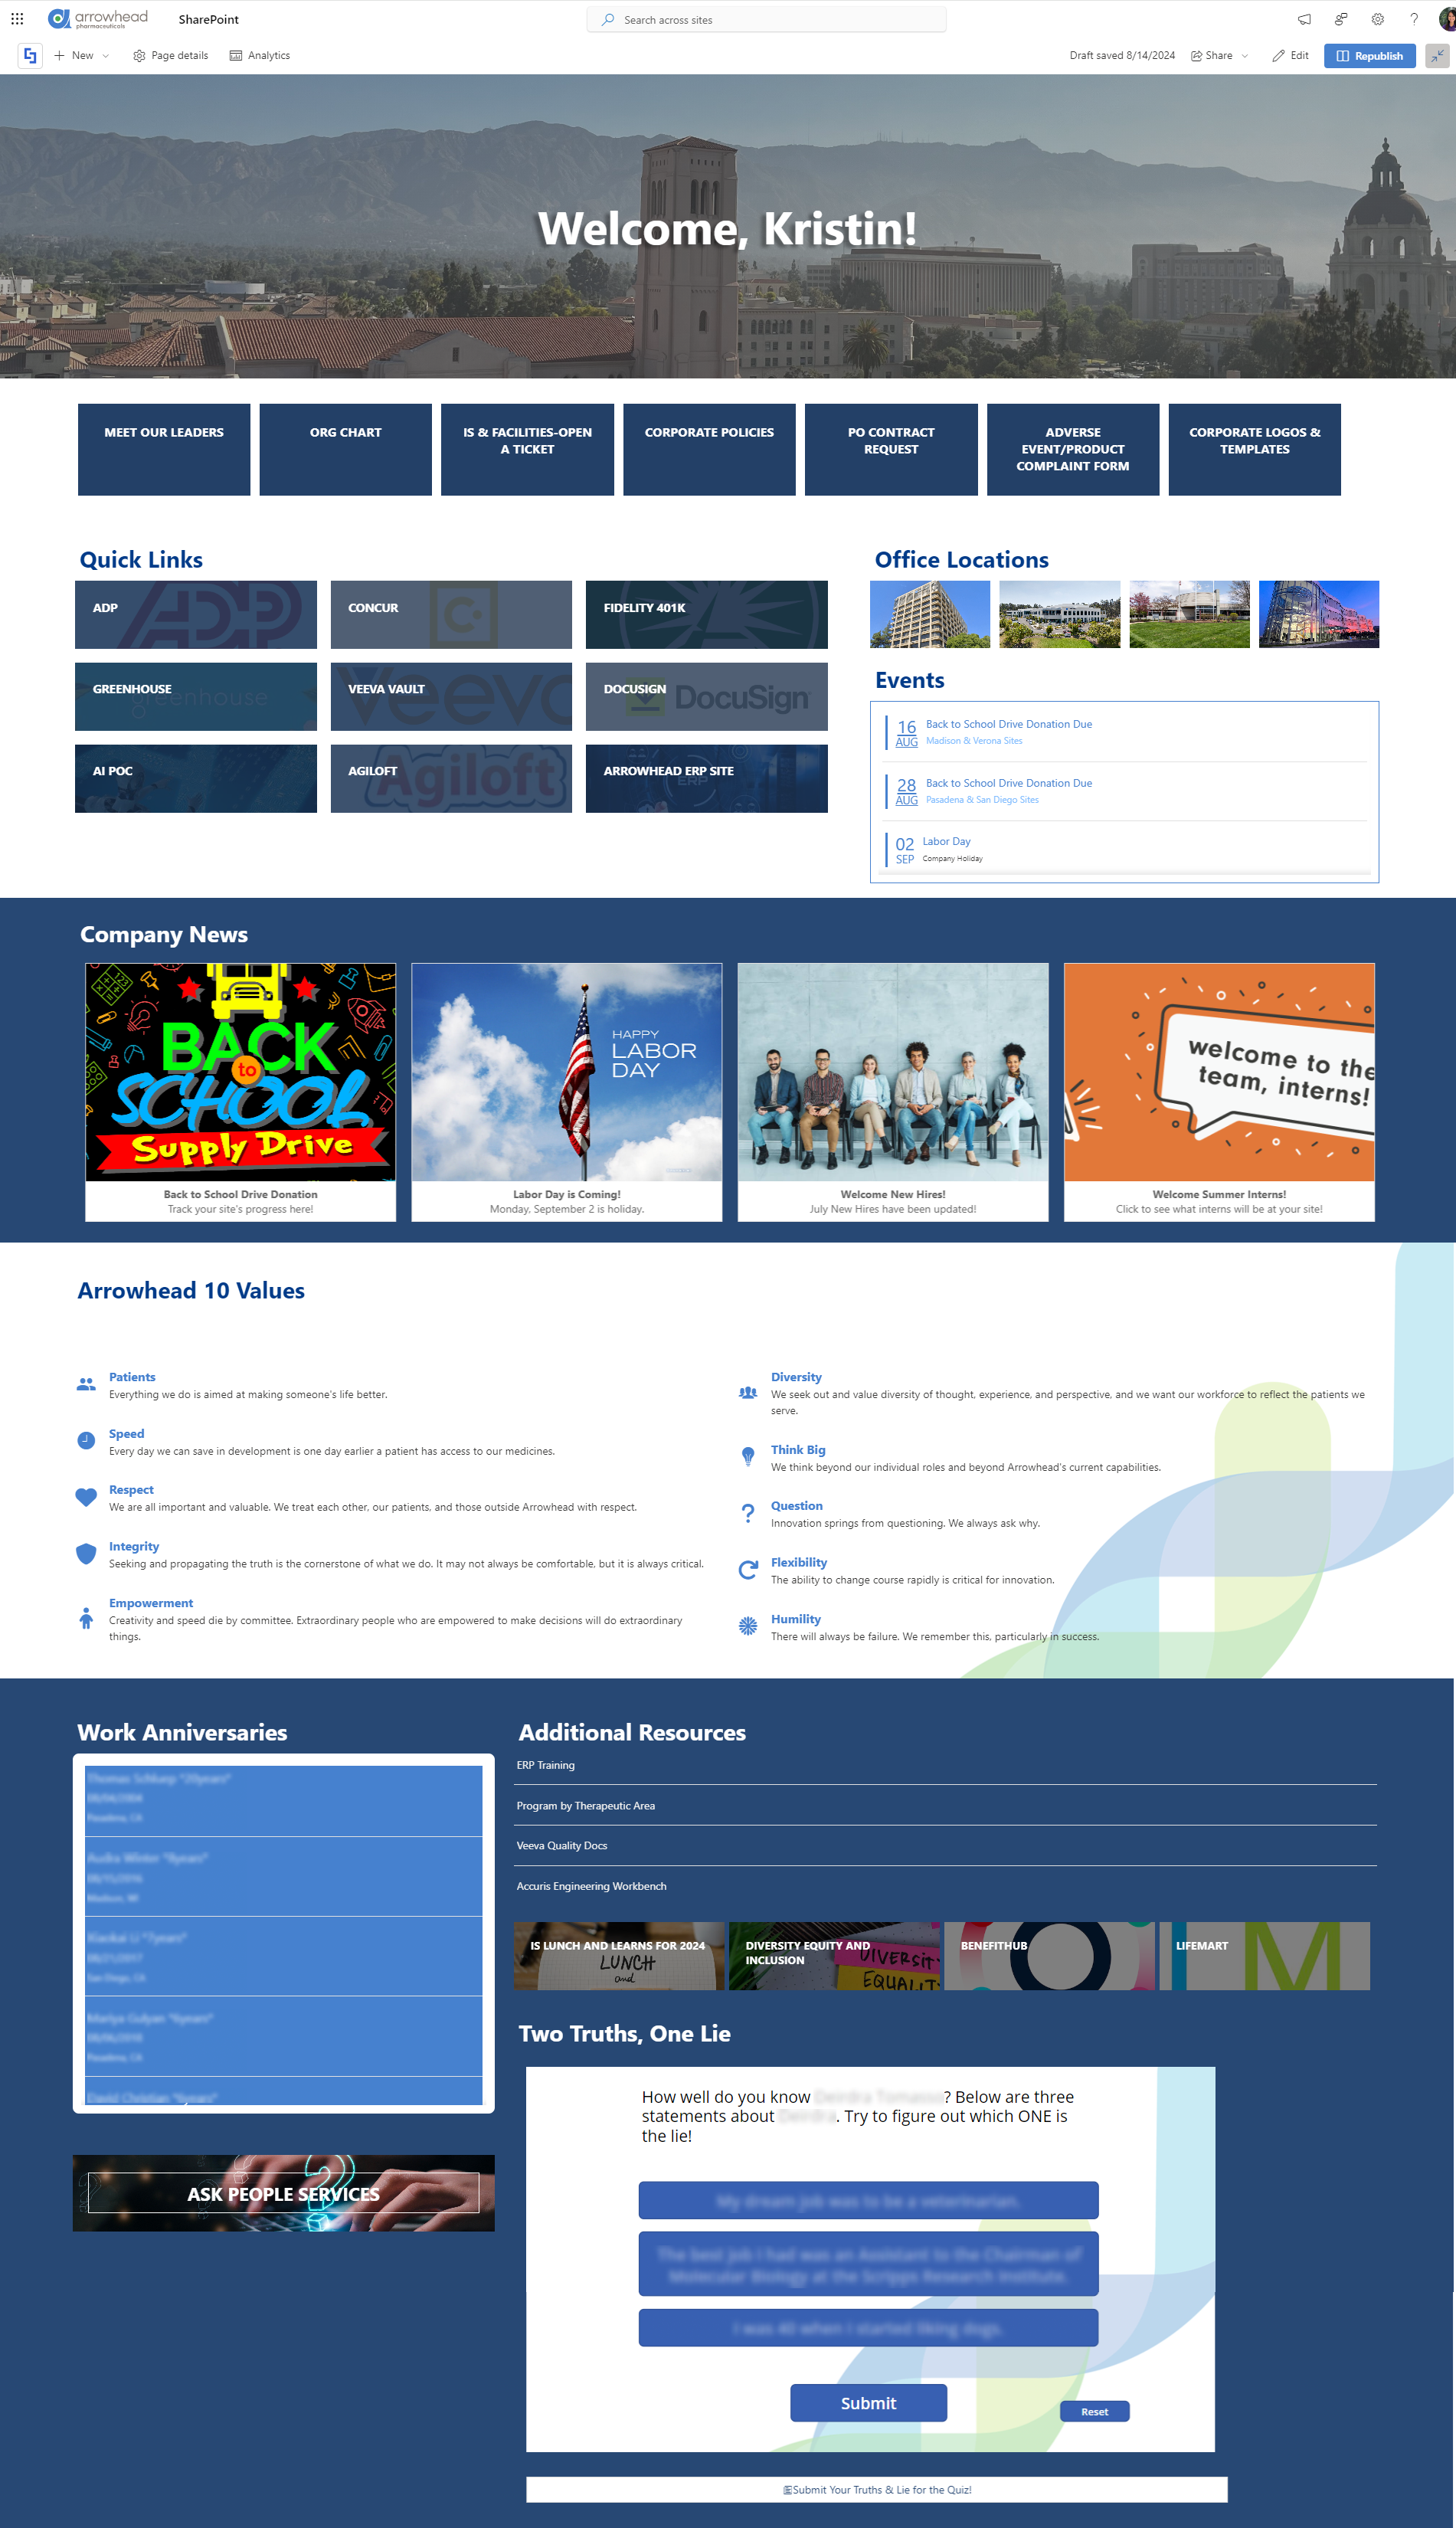 arrowhead
pharmaceuticals
SharePoint
Search across sites
New
Page details
Analytics
Draft saved 8/14/2024
Share
Edit
Republish
Welcome, Kristin!
MEET OUR LEADERS
ORG CHART
IS & FACILITIES-OPEN
A TICKET
CORPORATE POLICIES
PO CONTRACT
REQUEST
ADVERSE
EVENT/PRODUCT
COMPLAINT FORM
CORPORATE LOGOS &
TEMPLATES
Quick Links
ADP
ADP
CONCUR
C.
FIDELITY 401K
GREENHOUSE
greenhouse
VEEVA VAULT
Veeva
DOCUSIGN
DocuSign
AI POC
AGILOFT
Agiloft
ARROWHEAD ERP SITE
ERP
Office Locations
Events
16
AUG
Back to School Drive Donation Due
Madison & Verona Sites
28
AUG
Back to School Drive Donation Due
Pasadena & San Diego Sites
02
SEP
Labor Day
Company Holiday
Company News
BACK
to
SCHOOL
Supply Drive
Back to School Drive Donation
Track your site's progress here!
HAPPY
LABOR
DAY
Labor Day is Coming!
Monday, September 2 is holiday.
Welcome New Hires!
July New Hires have been updated!
welcome to the
team, interns!
Welcome Summer Interns!
Click to see what interns will be at your site!
Arrowhead 10 Values
Patients
Everything we do is aimed at making someone's life better.
Speed
Every day we can save in development is one day earlier a patient has access to our medicines.
Respect
We are all important and valuable. We treat each other, our patients, and those outside Arrowhead with respect.
Integrity
Seeking and propagating the truth is the cornerstone of what we do. It may not always be comfortable, but it is always critical.
Empowerment
Creativity and speed die by committee. Extraordinary people who are empowered to make decisions will do extraordinary
things.
Diversity
We seek out and value diversity of thought, experience, and perspective, and we want our workforce to reflect the patients we
serve.
Think Big
We think beyond our individual roles and beyond Arrowhead's current capabilities.
Question
Innovation springs from questioning. We always ask why.
Flexibility
The ability to change course rapidly is critical for innovation.
Humility
There will always be failure. We remember this, particularly in success.
Work Anniversaries
ASK PEOPLE SERVICES
Additional Resources
ERP Training
Program by Therapeutic Area
Veeva Quality Docs
Accuris Engineering Workbench
IS LUNCH AND LEARNS FOR 2024
LUNCH
and
DIVERSITY EQUITY AND
INCLUSION
DIVERSITY
EQUALITY
BENEFITHUB
LIFEMART
M
Two Truths, One Lie
How well do you know ? Below are three
statements about . Try to figure out which ONE is
the lie!
Submit
Reset
Submit Your Truths & Lie for the Quiz!